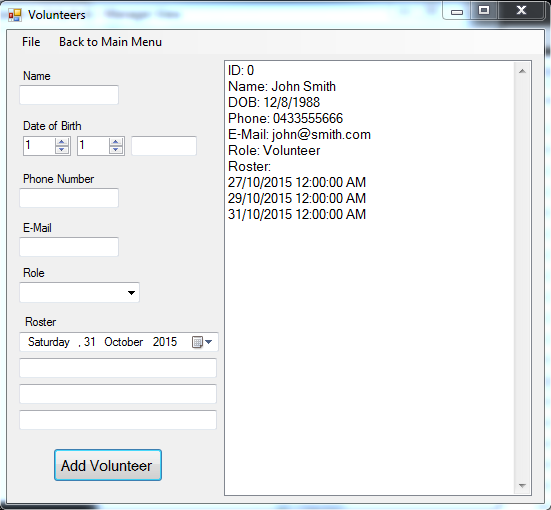 Volunteers
File Back to Main Menu
Name
Date of Birth
1 1
Phone Number
E-Mail
Role
Roster
Saturday , 31 October 2015
Add Volunteer
ID: 0
Name: John Smith
DOB: 12/8/1988
Phone: 0433555666
E-Mail: john@smith.com
Role: Volunteer
Roster:
27/10/2015 12:00:00 AM
29/10/2015 12:00:00 AM
31/10/2015 12:00:00 AM